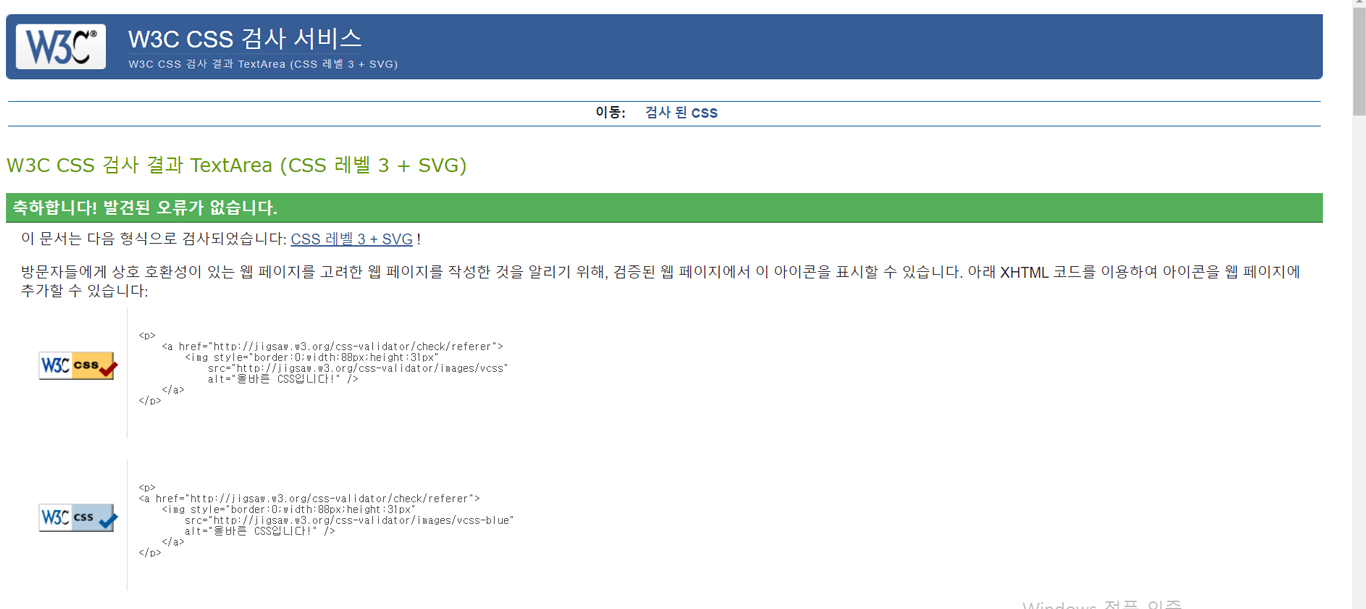 W3C®
W3C CSS 검사 서비스
W3C CSS 검사 결과 TextArea (CSS 레벨 3 + SVG)
이동: 검사 된 CSS
W3C CSS 검사 결과 TextArea (CSS 레벨 3 + SVG)
축하합니다! 발견된 오류가 없습니다.
이 문서는 다음 형식으로 검사되었습니다: CSS 레벨 3 + SVG !
방문자들에게 상호 호환성이 있는 웹 페이지를 고려한 웹 페이지를 작성한 것을 알리기 위해, 검증된 웹 페이지에서 이 아이콘을 표시할 수 있습니다. 아래 XHTML 코드를 이용하여 아이콘을 웹 페이지에
추가할 수 있습니다:
W3C css
<p>
<a href="http://jigsaw.w3.org/css-validator/check/referer">
<img style="border:0;width:88px;height:31px"
src="http://jigsaw.w3.org/css-validator/images/vcss"
alt="올바른 CSS입니다!" />
</a>
</p>
W3C css
<p>
<a href="http://jigsaw.w3.org/css-validator/check/referer">
<img style="border:0;width:88px;height:31px"
src="http://jigsaw.w3.org/css-validator/images/vcss-blue"
alt="올바른 CSS입니다!" />
</a>
</p>
Windows 정품 인증